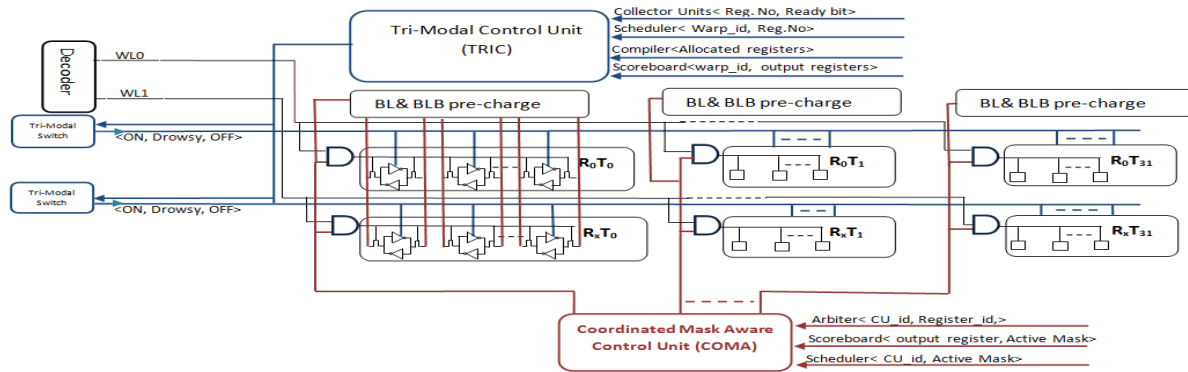 Collector Units< Reg. No, Ready bit>
Tri-Modal Control Unit
(TRIC)
Scheduler< Warp_id, Reg.No>
Compiler<Allocated registers>
Scoreboard<warp_id, output registers>
Decoder
WL0
WL1
BL& BLB pre-charge
BL& BLB pre-charge
BL& BLB pre-charge
Tri-Modal
Switch
<ON, Drowsy, OFF>
R0T0
R0T1
R0T31
Tri-Modal
Switch
<ON, Drowsy, OFF>
RxT0
RxT1
RxT31
Coordinated Mask Aware
Control Unit (COMA)
Arbiter< CU_id, Register_id,>
Scoreboard< output register, Active Mask>
Scheduler< CU_id, Active Mask>